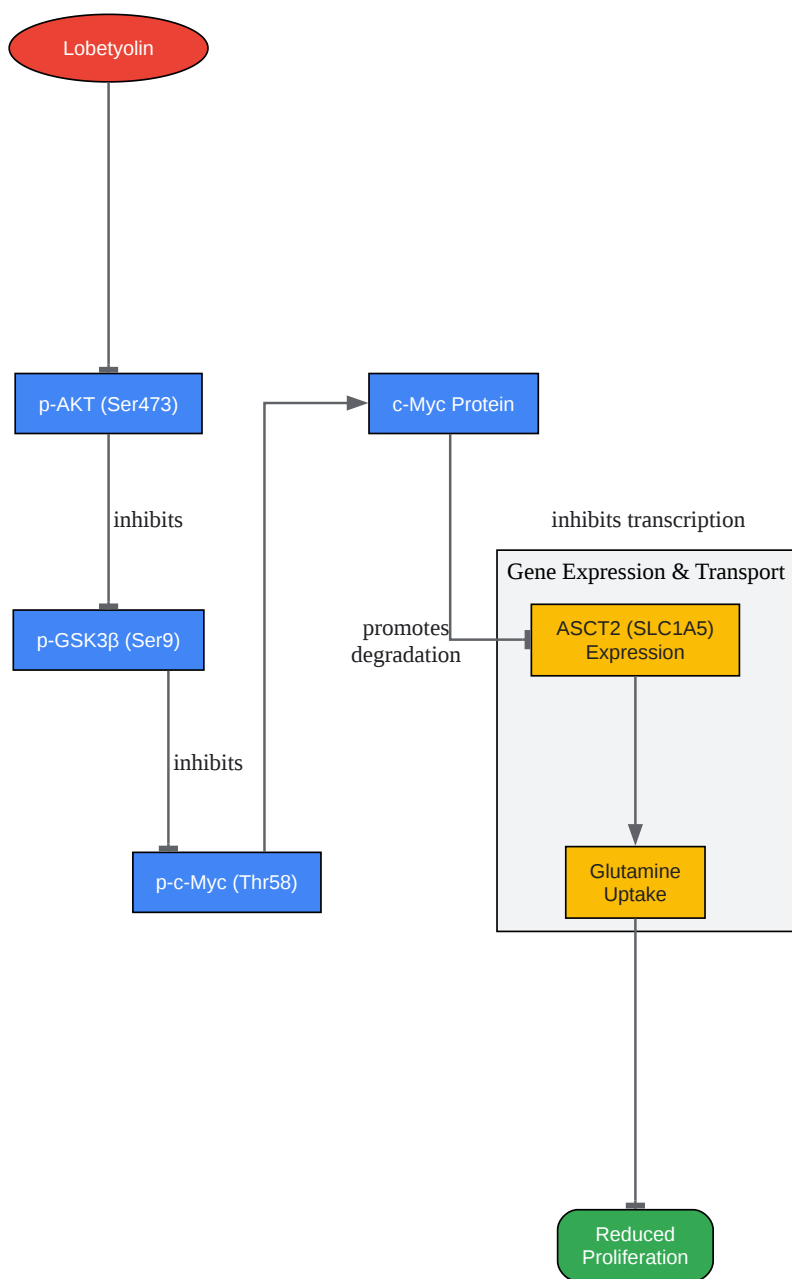 Lobetyolin
p-AKT (Ser473)
c-Myc Protein
inhibits
inhibits transcription
Gene Expression & Transport
promotes
degradation
ASCT2 (SLC1A5)
Expression
p-GSK3β (Ser9)
inhibits
p-c-Myc (Thr58)
Glutamine
Uptake
Reduced
Proliferation